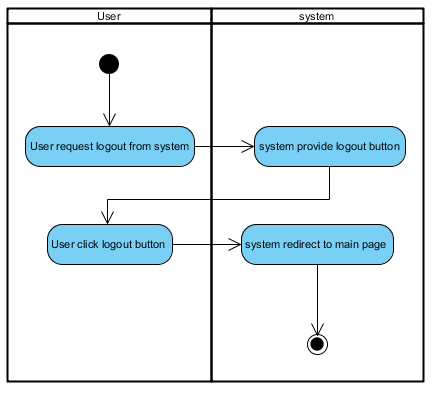 User
system
User request logout from system
system provide logout button
User click logout button
system redirect to main page